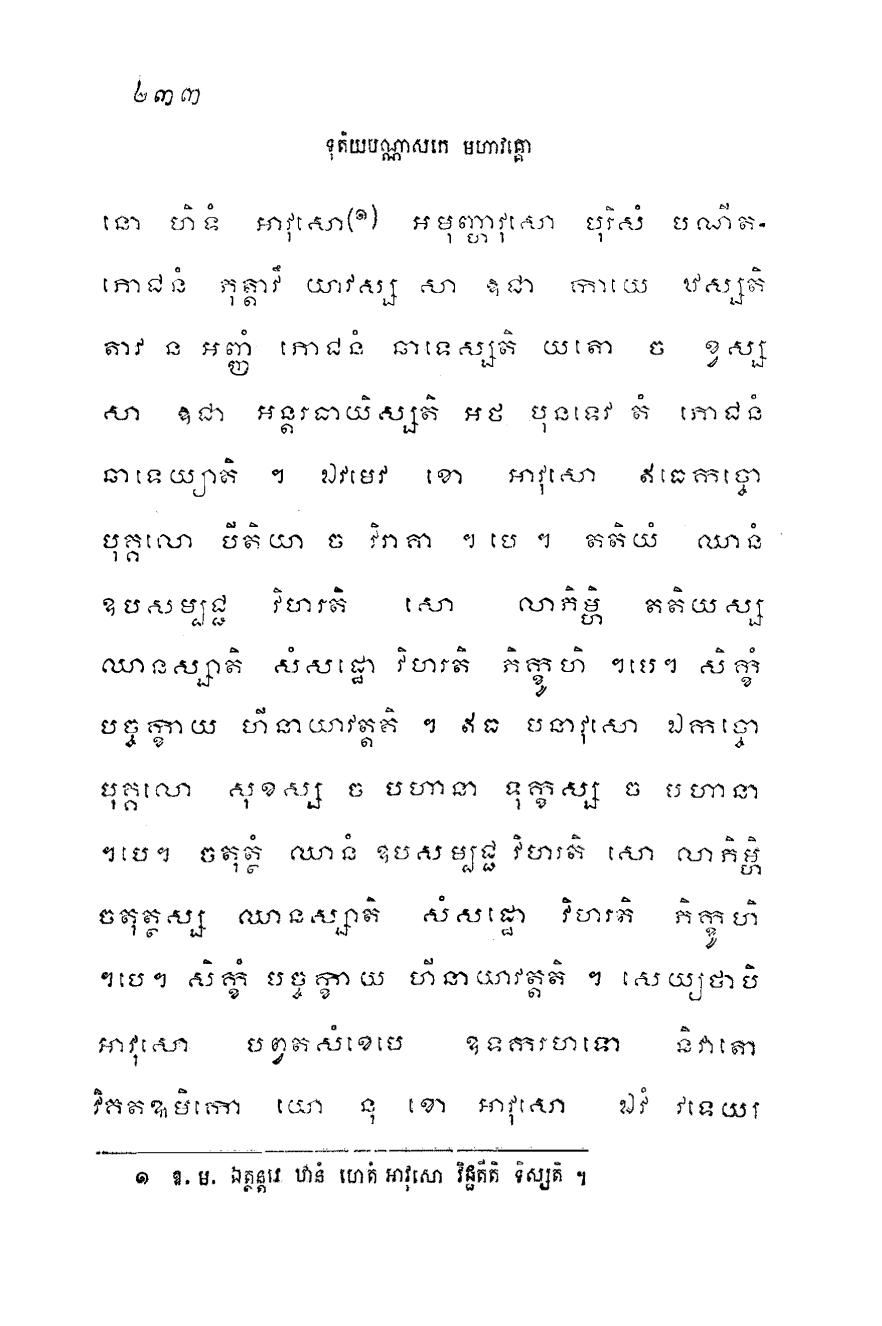 ២៣៣
ទុតិយបណ្ណាសកេ មហាវគ្គោ
នោ ហិទំ អាវុសោ(១) អមុញ្ហាវុសោ បុរិសំ បណីត-
ភោជនំ ភុត្តាវឹ យាវស្ស សា ឧជា កាយេ ឋស្សតិ
តាវ ន អញ្ញំ ភោជនំ ឆាទេស្សតិ យតោ ច ខ្វស្ស
សា ឧជា អន្តរធាយិស្សតិ អថ បុនទេវ តំ ភោជនំ
ឆាទេយ្យាតិ ។ ឯវមេវ ខោ អាវុសោ ឥធេកច្ចោ
បុគ្គលោ បីតិយា ច វិរាគា ។ បេ ។ តតិយំ ឈានំ
ឧបសម្បជ្ជ វិហរតិ សោ លាភិម្ហិ តតិយស្ស
ឈានស្សាតិ សំសដ្ឋោ វិហរតិ ភិក្ខូហិ ។បេ។ សិក្ខំ
បច្ចក្ខាយ ហីនាយាវត្តតិ ។ ឥធ បនាវុសោ ឯកច្ចោ
បុគ្គលោ សុខស្ស ច បហានា ទុក្ខស្ស ច បហានា
។បេ។ ចតុត្ថំ ឈានំ ឧបសម្បជ្ជ វិហរតិ សោ លាភិម្ហិ
ចតុត្ថស្ស ឈានស្សាតិ សំសដ្ឋោ វិហរតិ ភិក្ខូហិ
។បេ។ សិក្ខំ បច្ចក្ខាយ ហីនាយាវត្តតិ ។ សេយ្យថាបិ
អាវុសោ បព្វតសំខេបេ ឧទករហទោ និវាតោ
វិគតឩមិកោ យោ នុ ខោ អាវុសោ ឯវំ វទេយ្យ
១ ឱ. ម. ឯត្ថន្តរេ ឋានំ ហេតំ អាវុសោ វិជ្ជតីតិ ទិស្សតិ ។